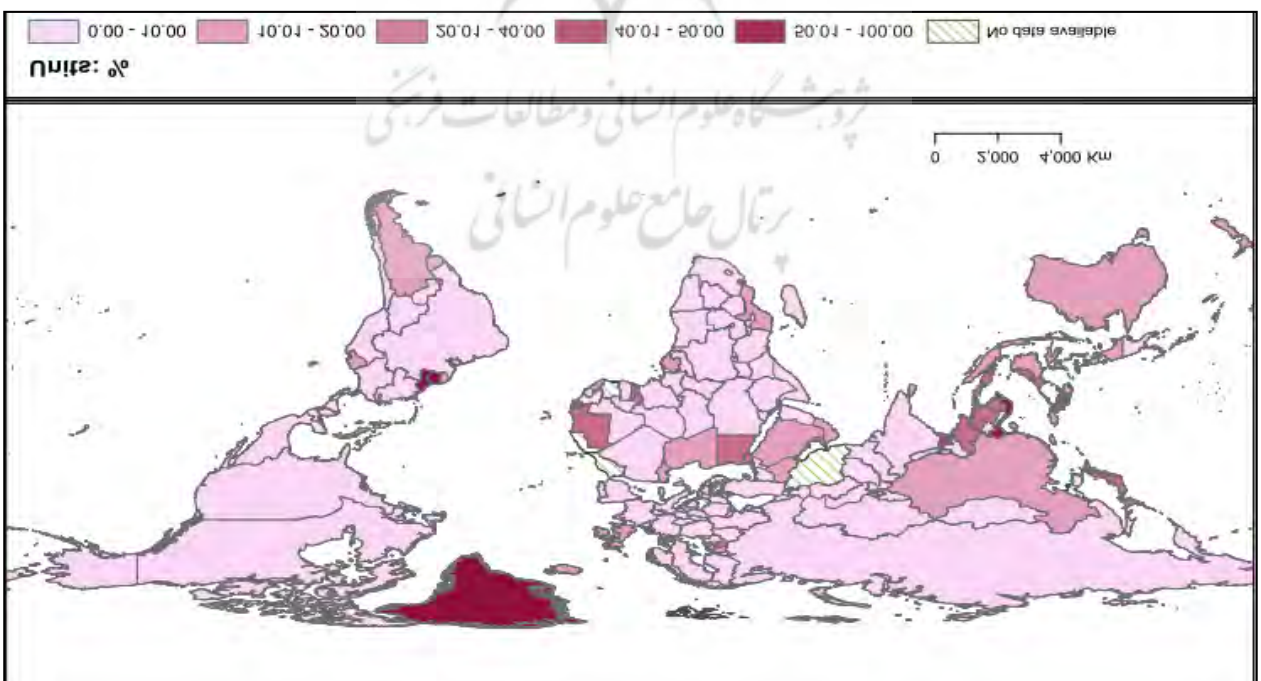 0 2,000 4,000 Km
پژوهشگاه علوم انسانی و مطالعات فرهنگی
پرتال جامع علوم انسانی
Units: %
0.00 - 10.00 10.01 - 20.00 20.01 - 40.00 40.01 - 50.00 50.01 - 100.00 No data available